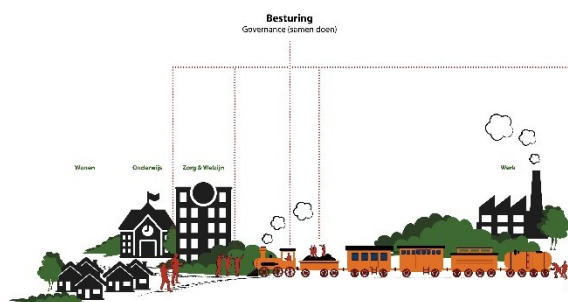 Besturing
Governance (samen doen)
Wonen
Onderwijs
Zorg & Welzijn
Werk